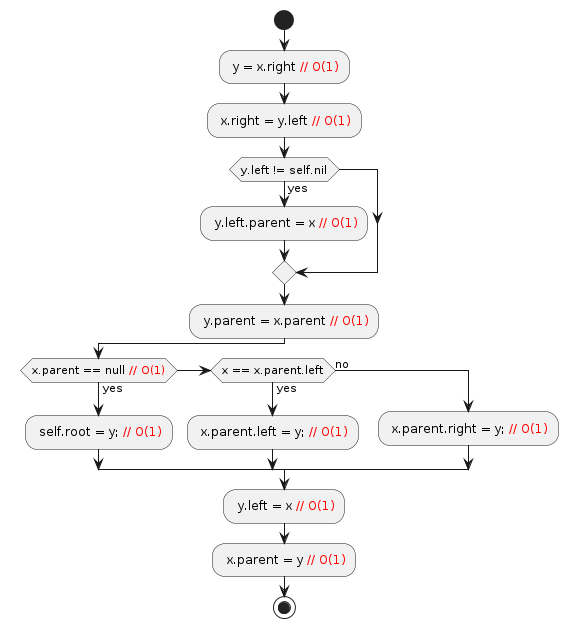 y = x.right // O(1)
x.right = y.left // O(1)
y.left != self.nil
yes
y.left.parent = x // O(1)
y.parent = x.parent // O(1)
x.parent == null // O(1)
x == x.parent.left
no
yes
yes
self.root = y; // O(1)
x.parent.left = y; // O(1)
x.parent.right = y; // O(1)
y.left = x // O(1)
x.parent = y // O(1)